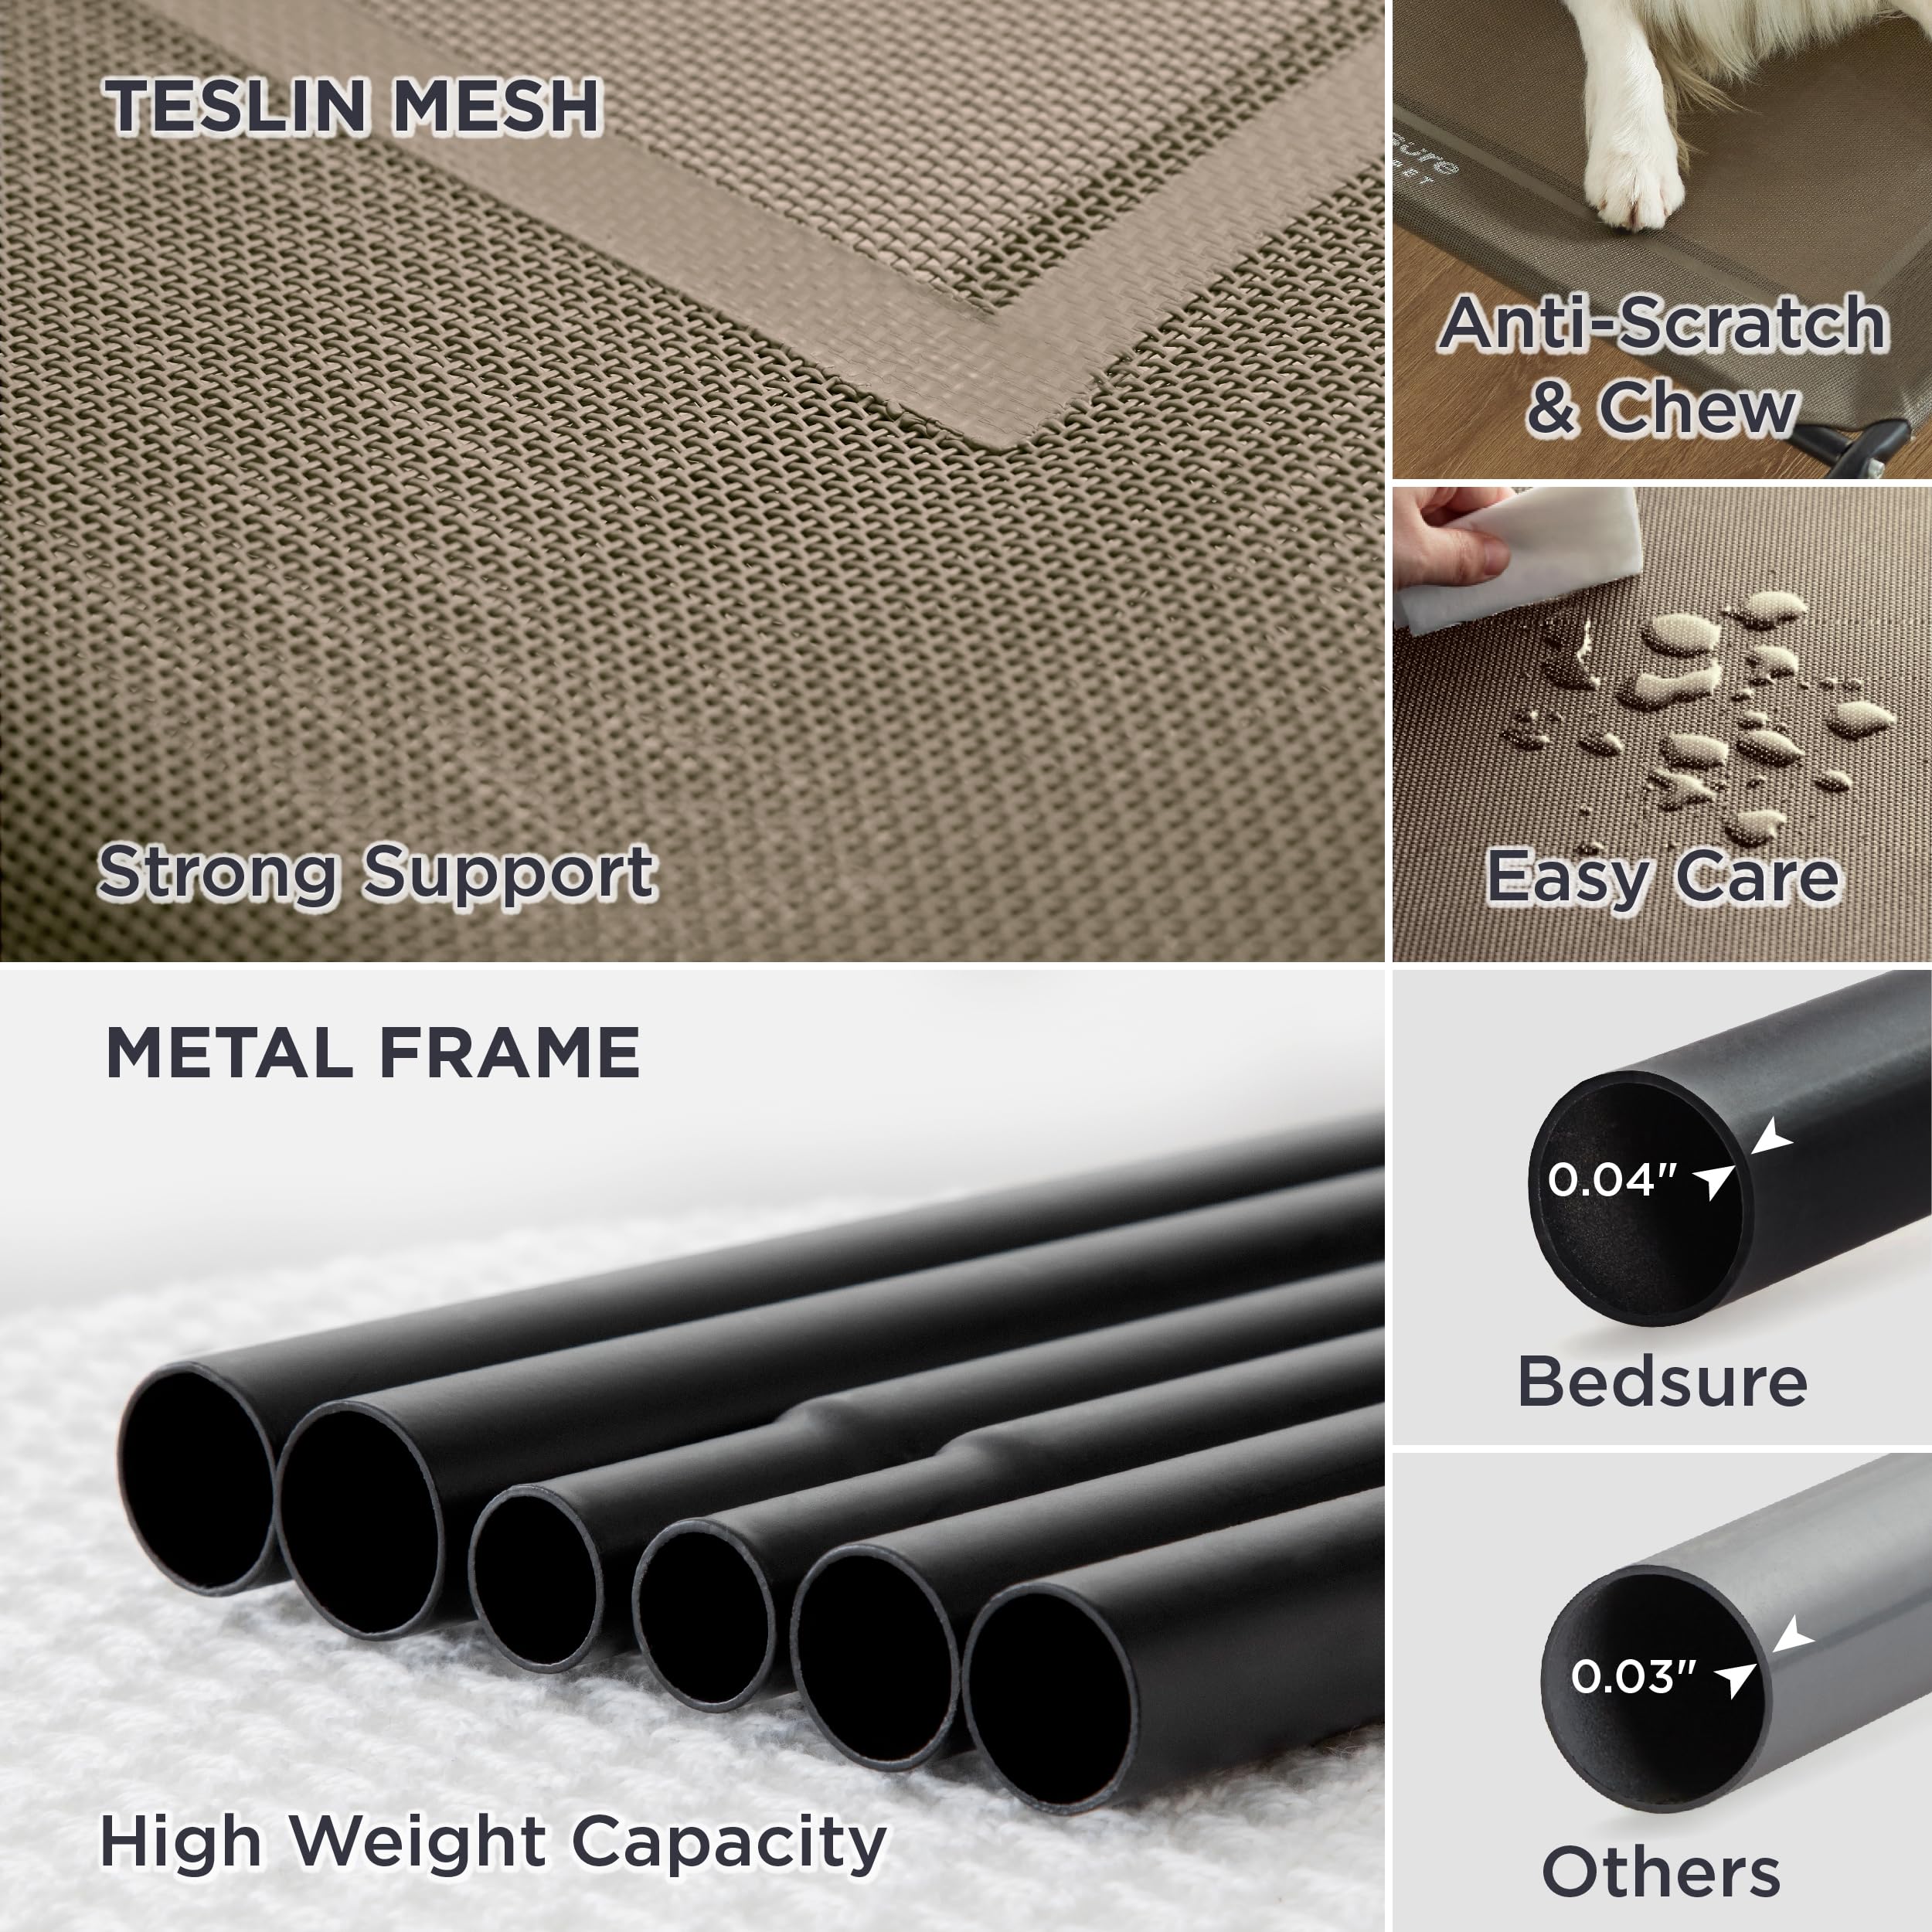 TESLIN MESH
Strong Support
Anti-Scratch
& Chew
Easy Care
METAL FRAME
High Weight Capacity
0.04"
Bedsure
0.03"
Others